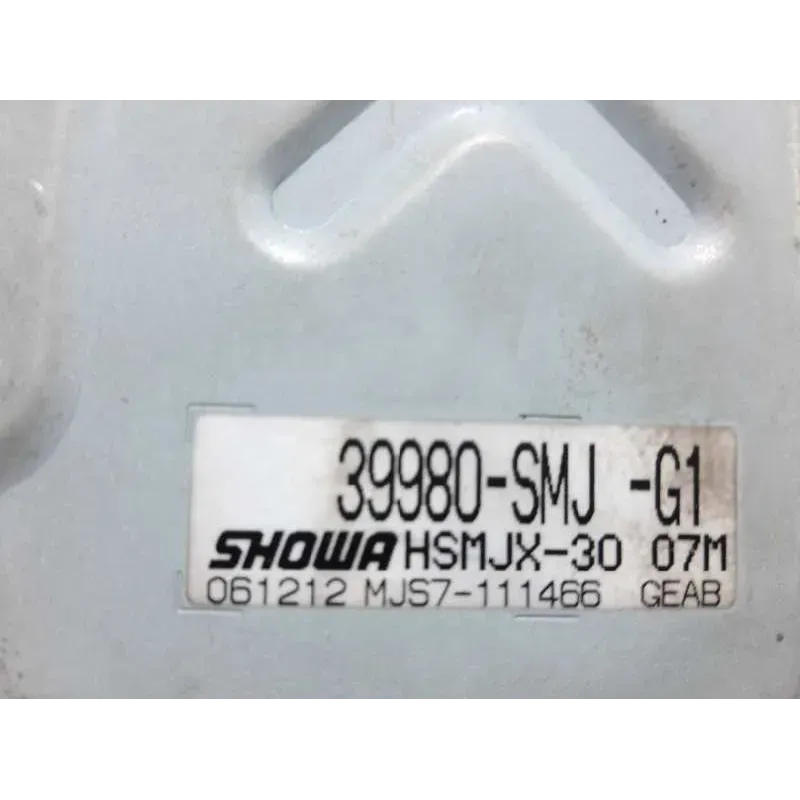 39980-SMJ -G1
SHOWA HSMJX-30 07M
061212 MJS7-111466 GEAB